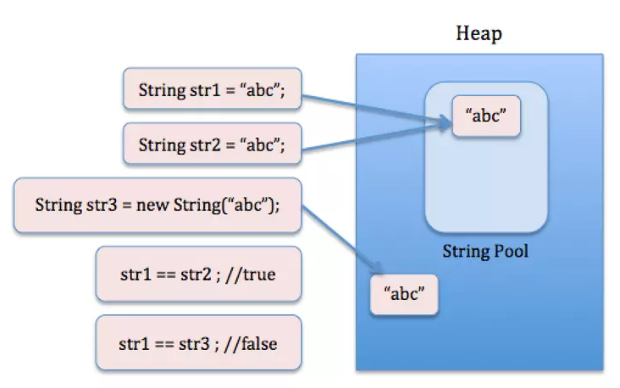 Heap
String str1 = “abc”;
“abc”
String str2 = “abc”;
String str3 = new String(“abc”);
String Pool
str1 == str2 ; //true
“abc”
str1 == str3 ; //false